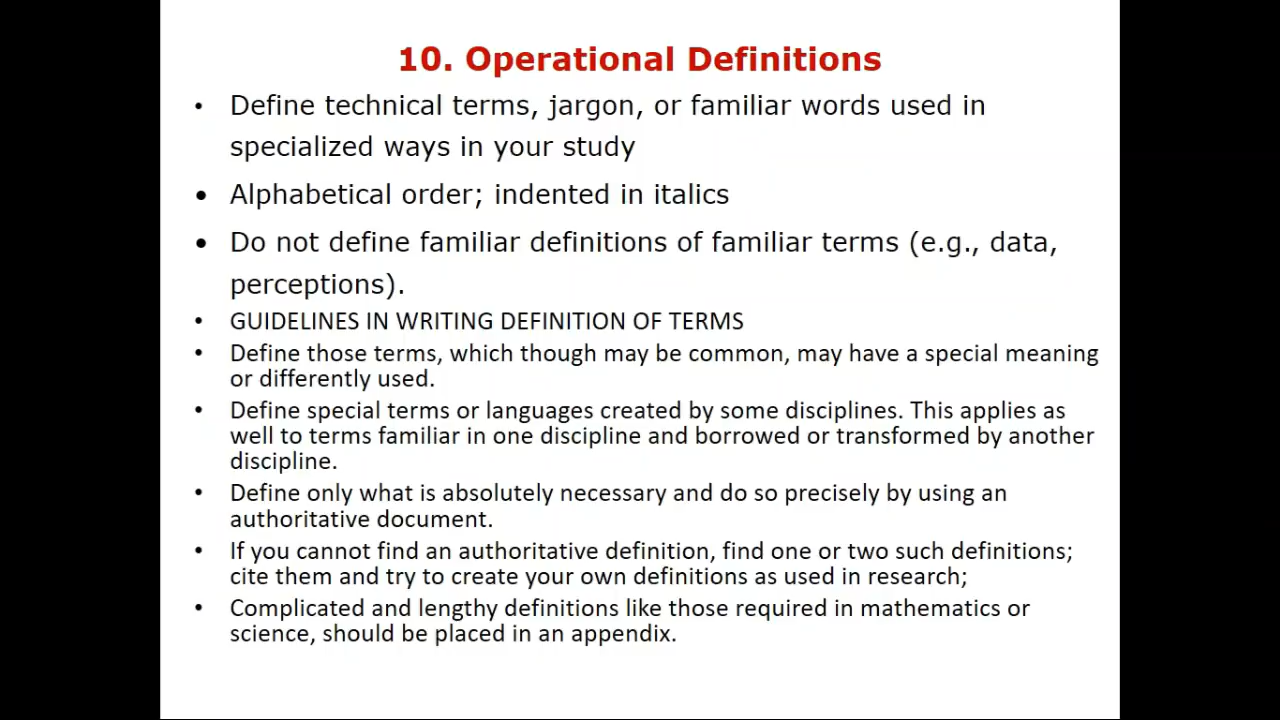 10. Operational Definitions
• Define technical terms, jargon, or familiar words used in
specialized ways in your study
• Alphabetical order; indented in italics
• Do not define familiar definitions of familiar terms (e.g., data,
perceptions).
• GUIDELINES IN WRITING DEFINITION OF TERMS
• Define those terms, which though may be common, may have a special meaning
or differently used.
• Define special terms or languages created by some disciplines. This applies as
well to terms familiar in one discipline and borrowed or transformed by another
discipline.
• Define only what is absolutely necessary and do so precisely by using an
authoritative document.
• If you cannot find an authoritative definition, find one or two such definitions;
cite them and try to create your own definitions as used in research;
• Complicated and lengthy definitions like those required in mathematics or
science, should be placed in an appendix.